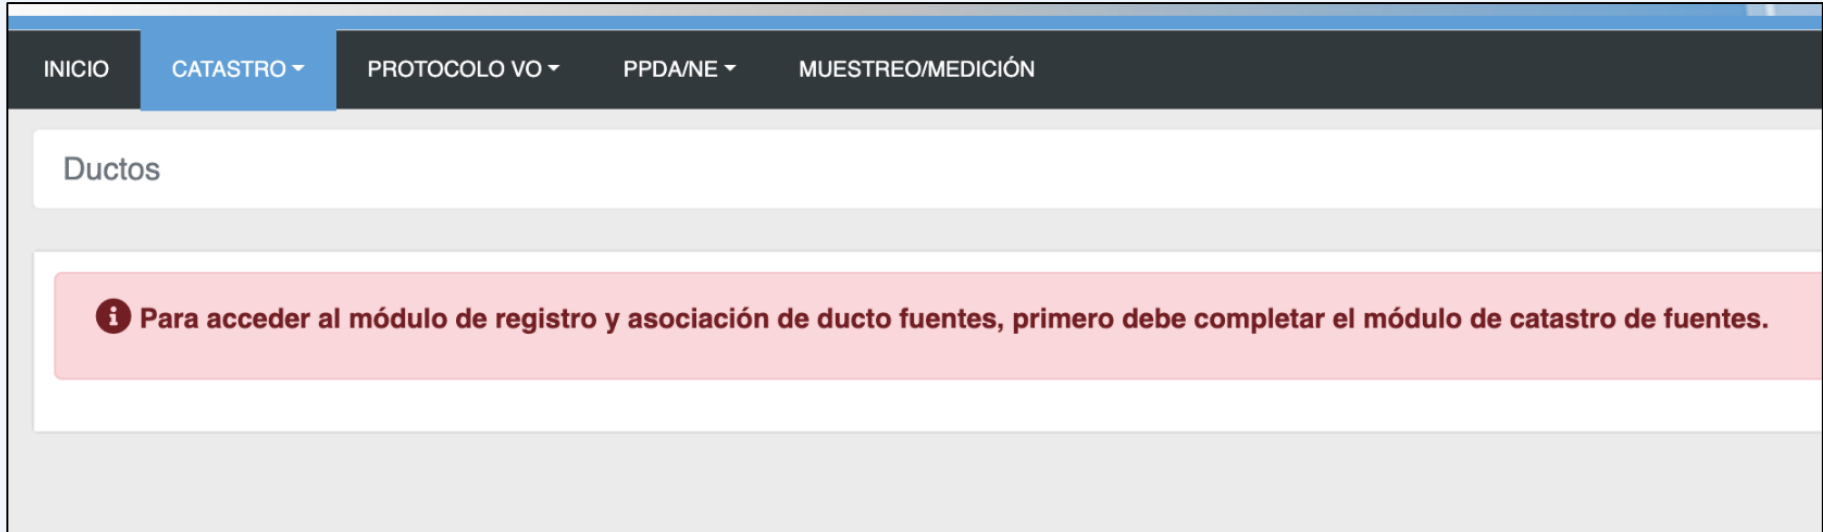 INICIO CATASTRO PROTOCOLO VO PPDA/NE MUESTREO/MEDICIÓN
Ductos
Para acceder al módulo de registro y asociación de ducto fuentes, primero debe completar el módulo de catastro de fuentes.